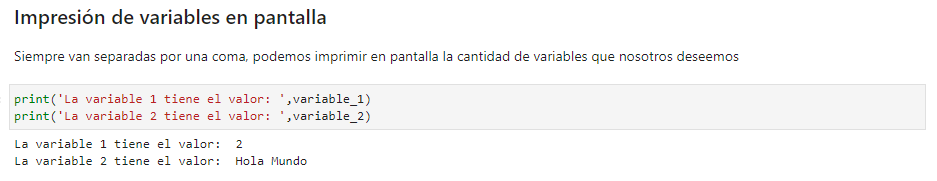 Impresión de variables en pantalla
Siempre van separadas por una coma, podemos imprimir en pantalla la cantidad de variables que nosotros deseemos
print('La variable 1 tiene el valor: ',variable_1)
print('La variable 2 tiene el valor: ',variable_2)
La variable 1 tiene el valor:  2
La variable 2 tiene el valor:  Hola Mundo